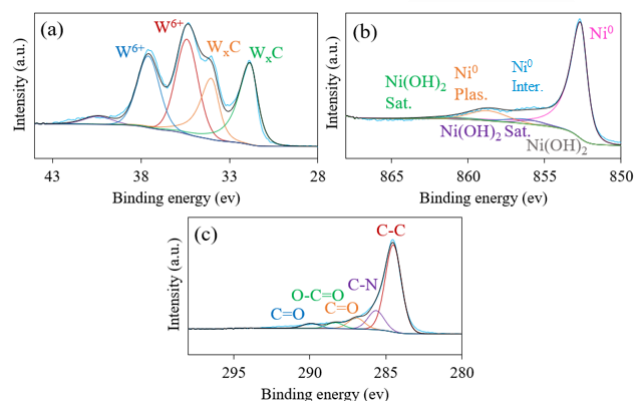 (a)
W6+
W6+
WxC
WxC
Intensity (a.u.)
43
38
33
28
Binding energy (ev)
(b)
Ni0
Ni(OH)2
Sat.
Ni0
Plas.
Ni0
Inter.
Ni(OH)2 Sat.
Ni(OH)2
Intensity (a.u.)
865
860
855
850
Binding energy (ev)
(c)
C-C
C-N
O-C=O
C=O
C=O
Intensity (a.u.)
295
290
285
280
Binding energy (ev)